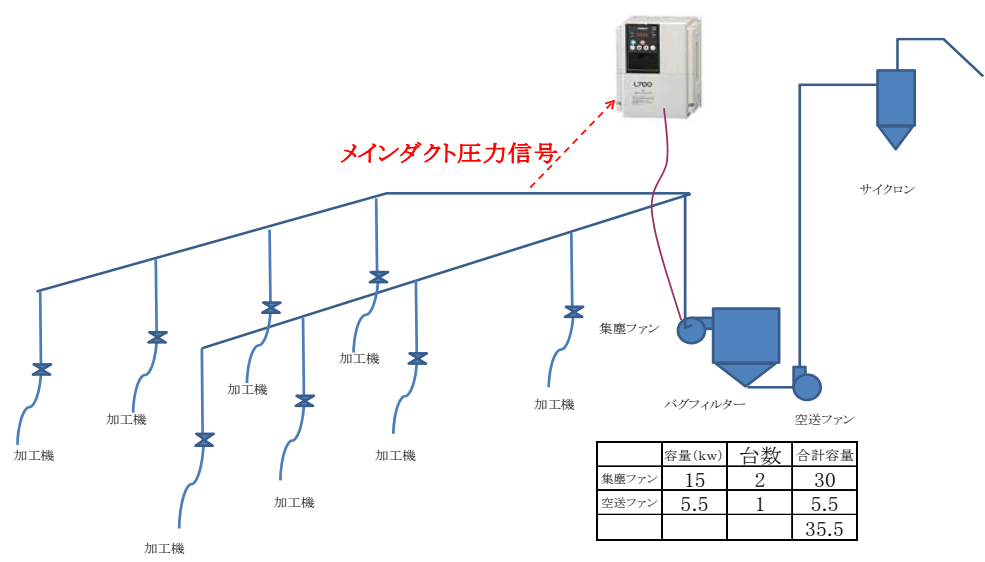 L700
メインダクト圧力信号
サイクロン
集塵ファン
加工機
加工機
加工機
加工機
加工機
バグフィルター
空送ファン
加工機
加工機
加工機
容量(kw) 台数 合計容量
集塵ファン 15 2 30
空送ファン 5.5 1 5.5
35.5